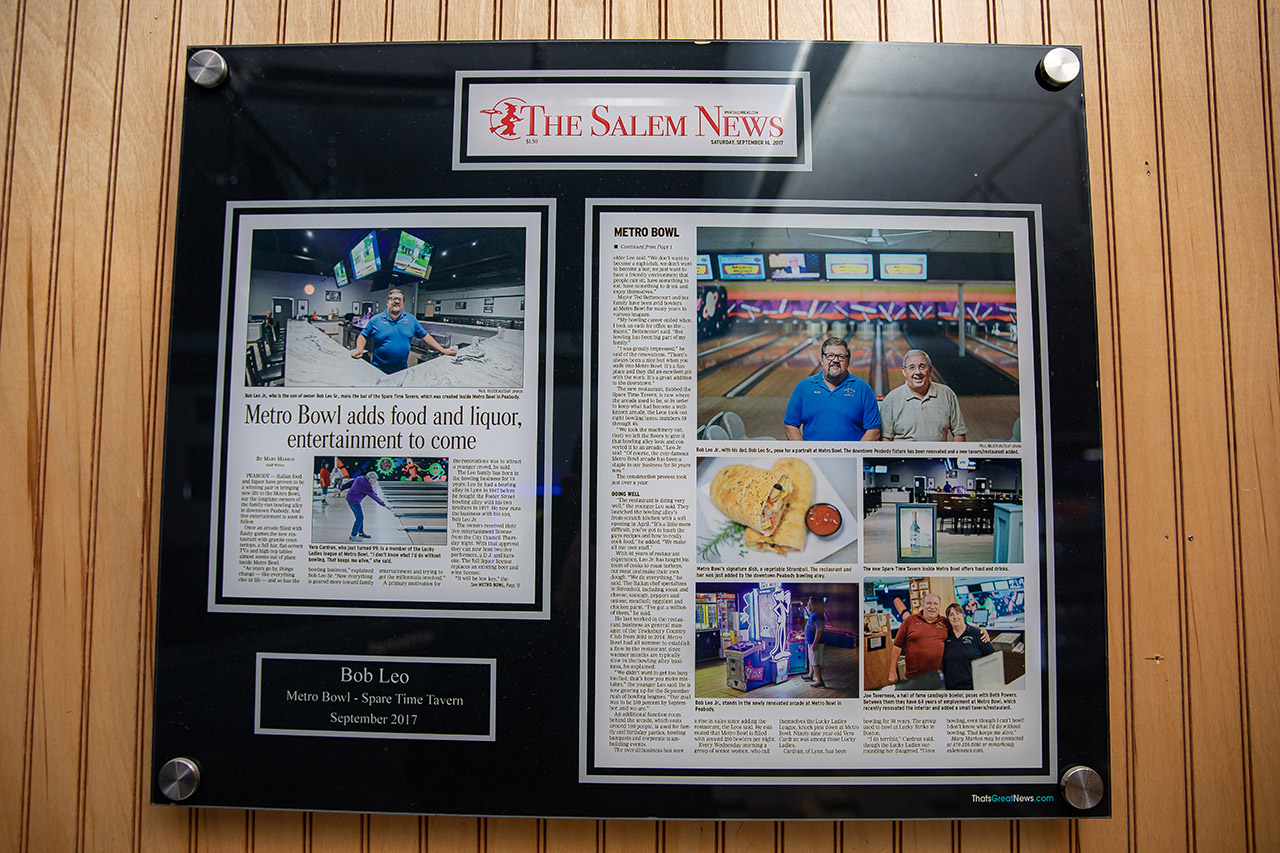 THE SALEM NEWS
$1.50
SATURDAY, SEPTEMBER 16, 2017
PAUL BILODEAU/Staff photos
Bob Leo Jr., who is the son of owner Bob Leo Sr., mans the bar of the Spare Time Tavern, which was created inside Metro Bowl in Peabody.
Metro Bowl adds food and liquor,
entertainment to come
BY MARY MARKOS
Staff Writer
PEABODY — Italian food
and liquor have proven to be
a winning pair in bringing
new life to the Metro Bowl,
say the longtime owners of
the family-run bowling alley
in downtown Peabody. And
live entertainment is soon to
follow.
Once an arcade filled with
flashy games, the new res-
taurant with granite coun-
tertops, a full bar, flat-screen
TVs and high-top tables
almost seems out of place
inside Metro Bowl.
"As years go by, things
change — like everything
else in life — and so has the
Vera Cardran, who just turned 99, is a member of the Lucky
Ladies league at Metro Bowl. "I don't know what I'd do without
bowling. That keeps me alive," she said.
bowling business," explained
Bob Leo Sr. "Now everything
is geared more toward family
entertainment and trying to
get the millennials involved."
A primary motivation for
the renovations was to attract
a younger crowd, he said.
The Leo family has been in
the bowling business for 70
years. Leo Sr. had a bowling
alley in Lynn in 1947 before
he bought the Foster Street
bowling alley with his two
brothers in 1977. He now runs
the business with his son,
Bob Leo Jr.
The owners received their
live entertainment license
from the City Council Thurs-
day night. With that approval
they can now host two live
performers, a D.J. and kara-
oke. The full liquor license
replaces an existing beer and
wine license.
"It will be low key," the
See METRO BOWL, Page 11
Bob Leo
Metro Bowl - Spare Time Tavern
September 2017
METRO BOWL
■ Continued from Page 1
elder Leo said. "We don't want to
become a nightclub, we don't want
to become a bar; we just want to
have a friendly environment that
people can sit, have something to
eat, have something to drink and
enjoy themselves."
Mayor Ted Bettencourt and his
family have been avid bowlers
at Metro Bowl for many years in
various leagues.
"My bowling career ended when
I took an oath for office as the ..
mayor," Bettencourt said. "But
bowling has been big part of my
family."
"I was greatly impressed," he
said of the renovations. "There's
always been a nice feel when you
walk into Metro Bowl. It's a fun
place and they did an excellent job
with the work. It's a great addition
to the downtown."
The new restaurant, dubbed the
Spare Time Tavern, is now where
the arcade used to be, so in order
to keep what had become a well-
known arcade, the Leos took out
eight bowling lanes, numbers 39
through 46.
"We took the machinery out,
(but) we left the floors to give it
that bowling alley look and con-
verted it to an arcade," Leo Jr.
said. "Of course, the ever-famous
Metro Bowl arcade has been a
staple in our business for 50 years
now."
The construction process took
just over a year.
DOING WELL
"The restaurant is doing very
well," the younger Leo said. They
launched the bowling alley's
from-scratch kitchen with a soft
opening in April. "It's a little more
difficult, you've got to teach the
guys recipes and how to really
cook food," he added. "We make
all our own stuff."
With 40 years of restaurant
experience, Leo Jr. has taught his
team of cooks to roast turkeys,
cut meat and make their own
dough. "We do everything," he
said. The Italian chef specializes
in Stromboli, including steak and
cheese, sausage, peppers and
onions; meatball; eggplant and
chicken parm. "I've got a million
of them," he said.
He last worked in the restau-
rant business as general man-
ager of the Tewksbury Country
Club from 2002 to 2014. Metro
Bowl had all summer to establish
a flow in the restaurant since
warmer months are typically
slow in the bowling alley busi-
ness, he explained.
"We didn't want to get too busy
too fast; that's how you make mis-
takes," the younger Leo said. He is
now gearing up for the September
rush of bowling leagues. "Our goal
was to be 100 percent by Septem-
ber, and we are."
An additional function room
behind the arcade, which seats
around 100 people, is used for fam-
ily and birthday parties, bowling
banquets and corporate team-
building events.
The overall business has seen
PAUL BILODEAU/Staff photo
Bob Leo Jr., with his dad, Bob Leo Sr., pose for a portrait at Metro Bowl. The downtown Peabody fixture has been renovated and a new tavern/restaurant added.
Metro Bowl's signature dish, a vegetable Stromboli. The restaurant and
bar was just added to the downtown Peabody bowling alley.
The new Spare Time Tavern inside Metro Bowl offers food and drinks.
Bob Leo Jr., stands in the newly renovated arcade at Metro Bowl in
Peabody.
Joe Tavernese, a hall of fame candlepin bowler, poses with Beth Powers.
Between them they have 64 years of employment at Metro Bowl, which
recently renovated the interior and added a small tavern/restaurant.
a rise in sales since adding the
restaurant, the Leos said. He esti-
mated that Metro Bowl is filled
with around 250 bowlers per night.
Every Wednesday morning a
group of senior women, who call
themselves the Lucky Ladies
League, knock pins down at Metro
Bowl. Ninety-nine-year-old Vera
Cardran was among those Lucky
Ladies.
Cardran, of Lynn, has been
bowling for 50 years. The group
used to bowl at Lucky Strike in
Boston.
"I do terrible," Cardran said,
though the Lucky Ladies sur-
rounding her disagreed. "I love
bowling, even though I can't bowl!
I don't know what I'd do without
bowling. That keeps me alive."
Mary Markos may be contacted
ThatsGreatNews.com